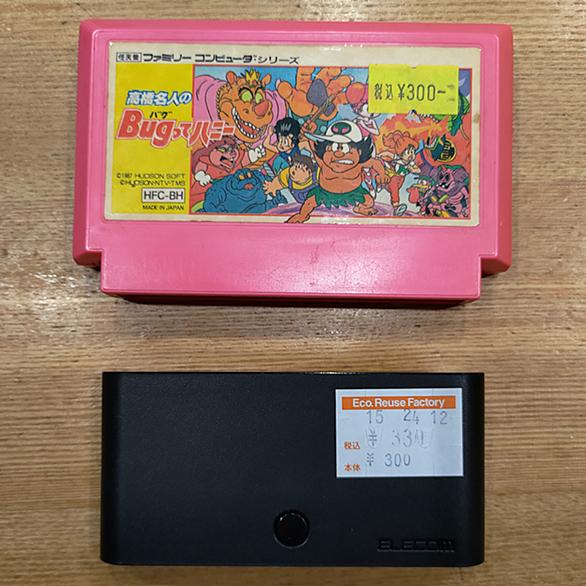 任天堂 ファミリー コンピュータ™シリーズ
税込¥300-
高橋名人の
バグ
Bugってハニー
©1987 HUDSON SOFT
©HUDSON・NTV・TMS
HFC-BH
MADE IN JAPAN
Eco.Reuse Factory
15 24 12
税込 ¥ 330
本体 ¥ 300
ELECOM